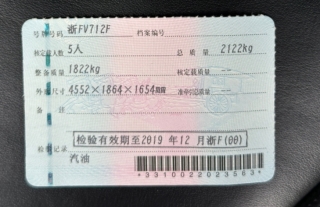 号牌号码 浙FV712F 档案编号
核定载人数 5人 总质量 2122kg
整备质量 1822kg 核定载质量 --
外廓尺寸 4552×1864×1654mm 准牵引总质量 --
检验有效期至2019 年12 月浙F(00)
检验记录
汽油
*3310022023563*